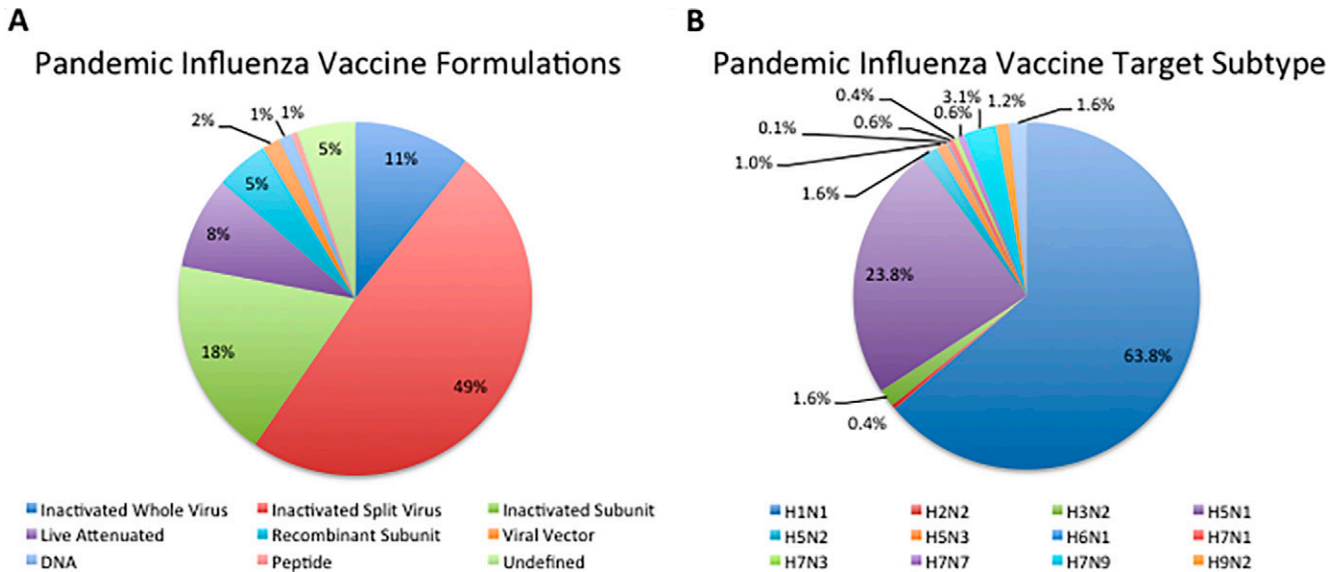 A
Pandemic Influenza Vaccine Formulations
1% 1%
2%
5%
11%
5%
8%
18%
49%
Inactivated Whole Virus Inactivated Split Virus Inactivated Subunit
Live Attenuated Recombinant Subunit Viral Vector
DNA Peptide Undefined
B
Pandemic Influenza Vaccine Target Subtype
0.4% 3.1% 1.2% 1.6%
0.6%
0.6%
0.1%
1.0%
1.6%
23.8%
63.8%
1.6%
0.4%
H1N1 H2N2 H3N2 H5N1
H5N2 H5N3 H6N1 H7N1
H7N3 H7N7 H7N9 H9N2